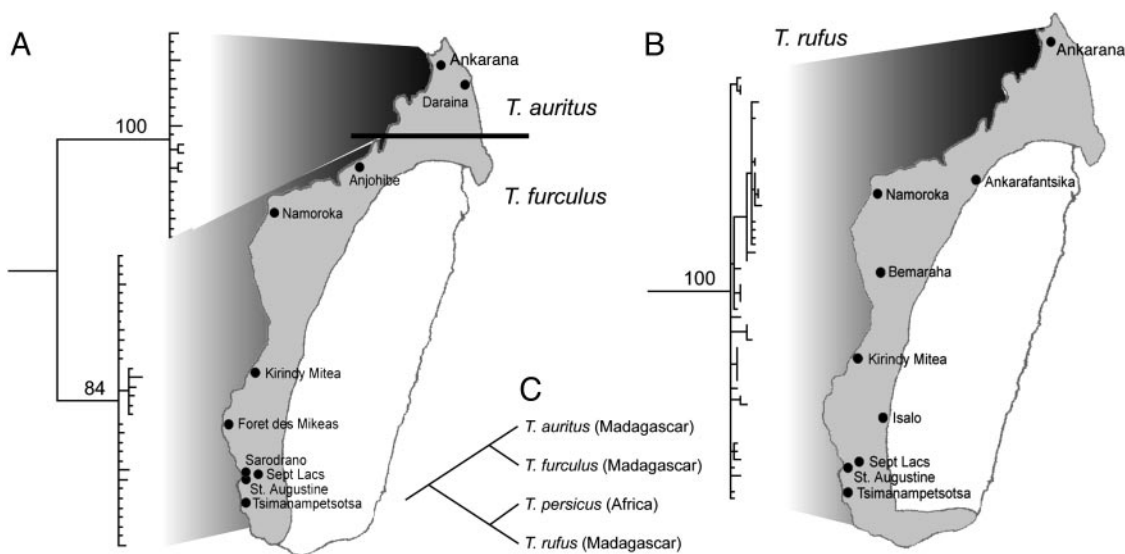 A
100
84
Ankarana
Daraina
T. auritus
Anjohibe
T. furculus
Namoroka
Kirindy Mitea
Foret des Mikeas
Sarodrano
Sept Lacs
St. Augustine
Tsimanampetsotsa
C
T. auritus (Madagascar)
T. furculus (Madagascar)
T. persicus (Africa)
T. rufus (Madagascar)
B
T. rufus
100
Ankarana
Ankarafantsika
Namoroka
Bemaraha
Kirindy Mitea
Isalo
Sept Lacs
St. Augustine
Tsimanampetsotsa